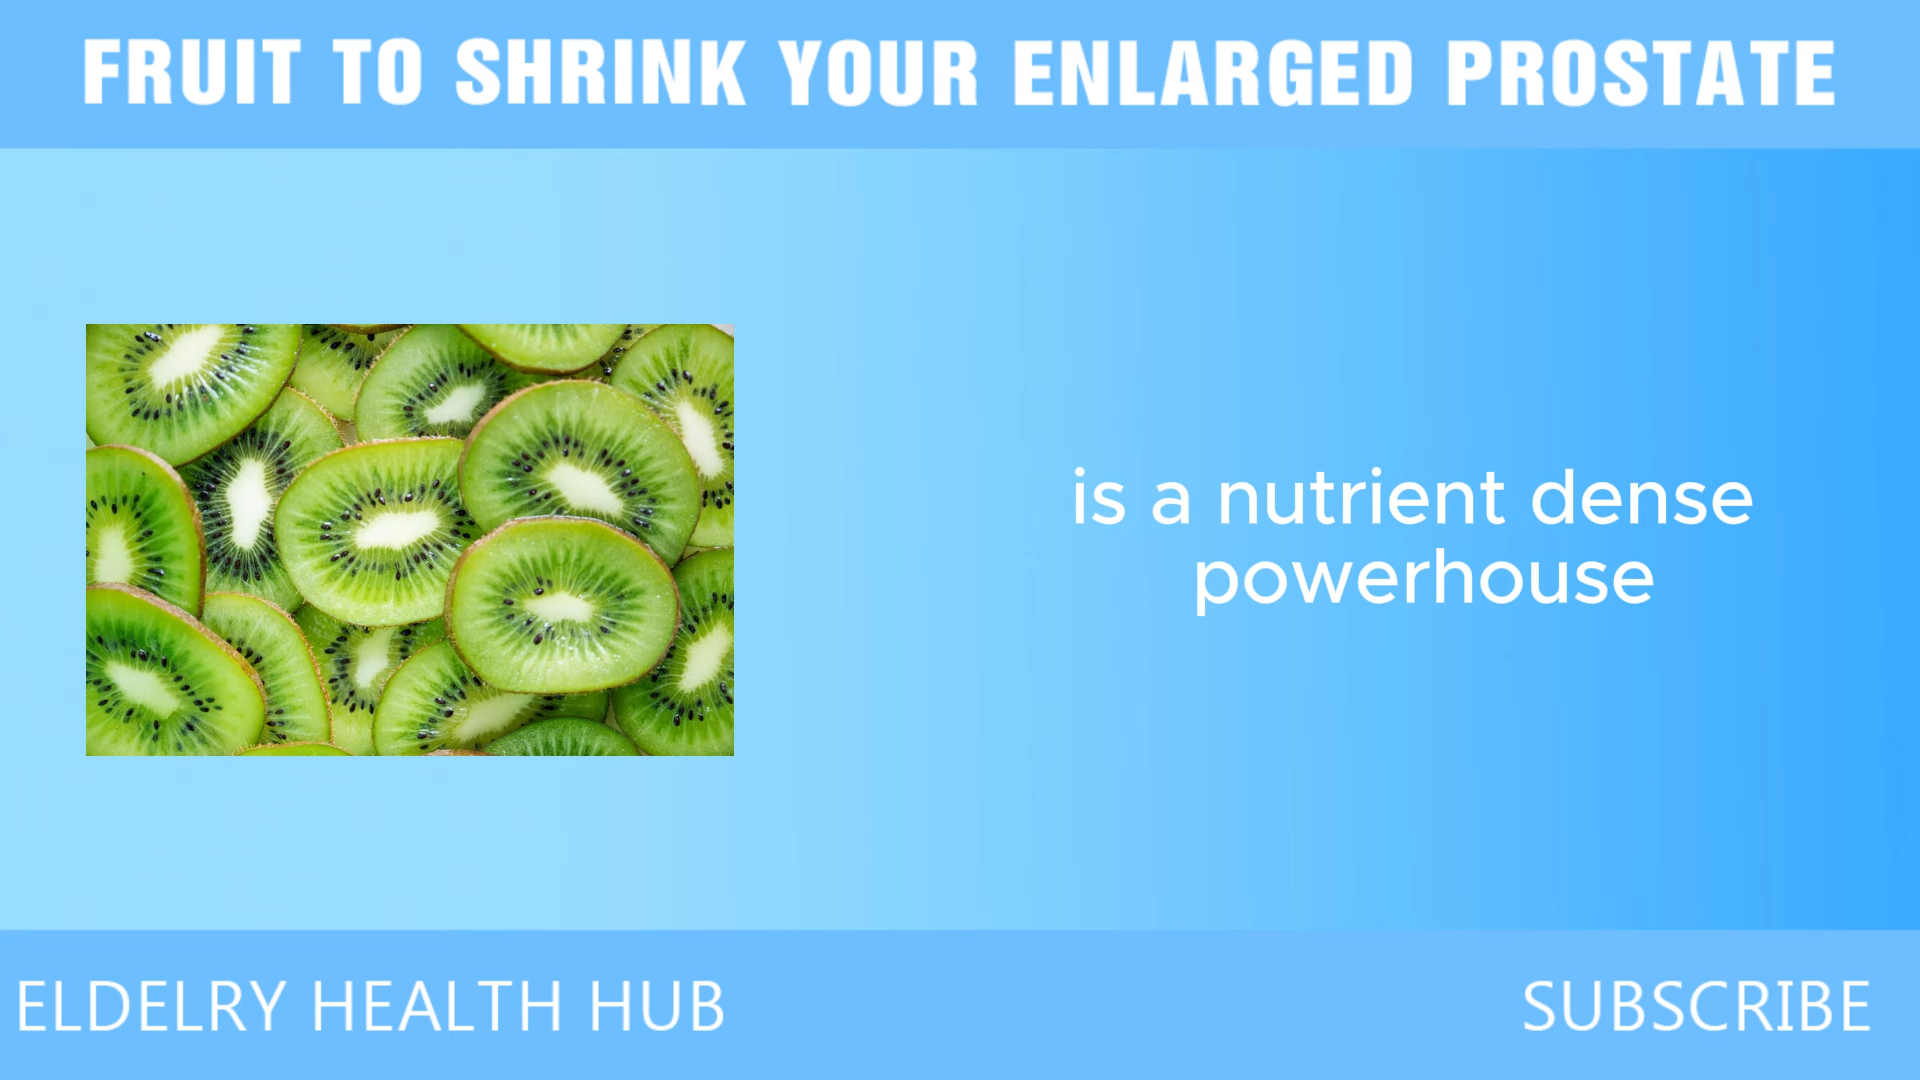 FRUIT TO SHRINK YOUR ENLARGED PROSTATE
is a nutrient dense
powerhouse
ELDELRY HEALTH HUB
SUBSCRIBE